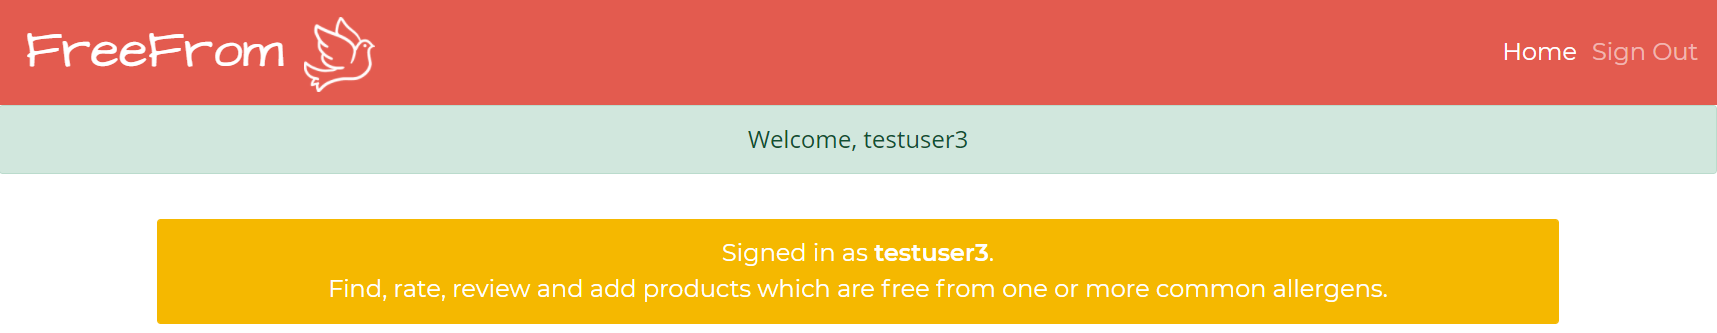 FreeFrom
Home Sign Out
Welcome, testuser3
Signed in as testuser3.
Find, rate, review and add products which are free from one or more common allergens.